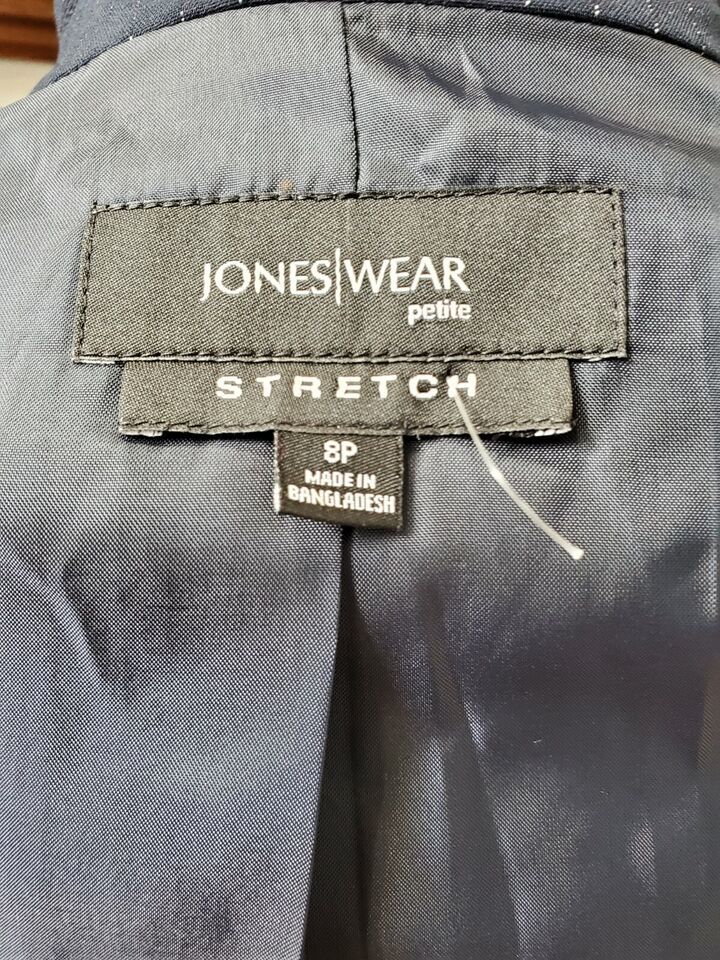 JONES|WEAR
petite
STRETCH
8P
MADE IN
BANGLADESH